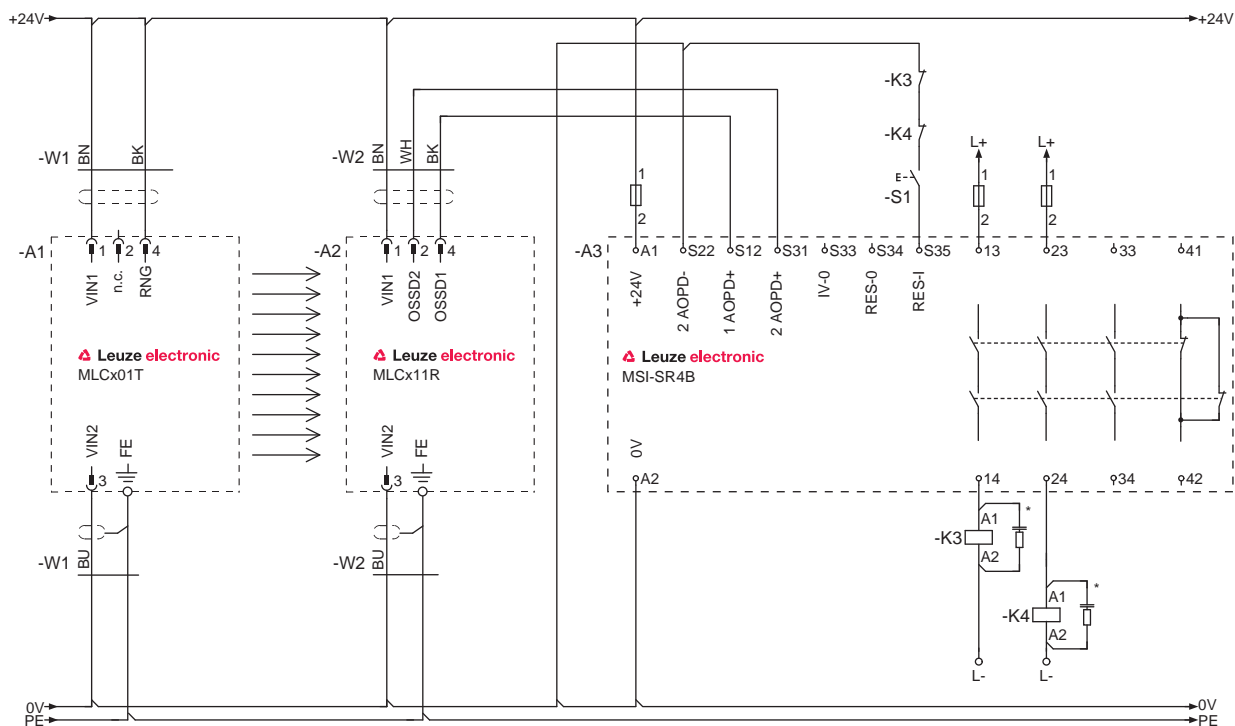 +24V +24V
-K3
-K4
-W1 BN BK -W2 BN WH BK L+ L+
E
-S1
1 1 1
2 2 2
-A1 1 2 4 -A2 1 2 4 -A3 A1 S22 S12 S31 S33 S34 S35 13 23 33 41
VIN1 n.c. RNG VIN1 OSSD2 OSSD1 +24V 2 AOPD- 1 AOPD+ 2 AOPD+ IV-0 RES-0 RES-I
Leuze electronic Leuze electronic Leuze electronic
MLCx01T MLCx11R MSI-SR4B
VIN2 FE VIN2 FE 0V
3 3 A2 14 24 34 42
A1 *
-K3
A2
-W1 BU -W2 BU
A1 *
-K4
A2
L- L-
0V 0V
PE PE